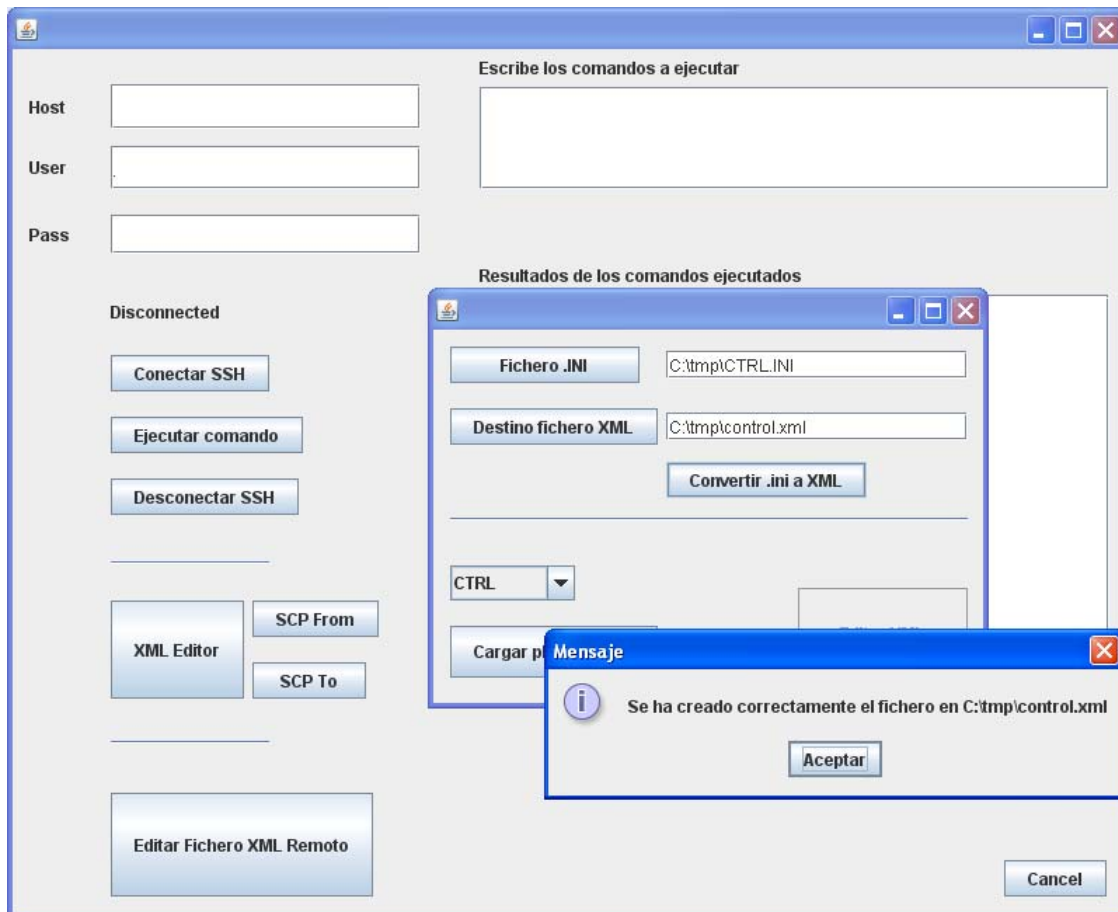 Escribe los comandos a ejecutar
Host
User
.
Pass
Resultados de los comandos ejecutados
Disconnected
Conectar SSH
Ejecutar comando
Desconectar SSH
XML Editor
SCP From
SCP To
Editar Fichero XML Remoto
Cancel
Fichero .INI
C:\tmp\CTRL.INI
Destino fichero XML
C:\tmp\control.xml
Convertir .ini a XML
CTRL
Cargar
Mensaje
Se ha creado correctamente el fichero en C:\tmp\control.xml
Aceptar